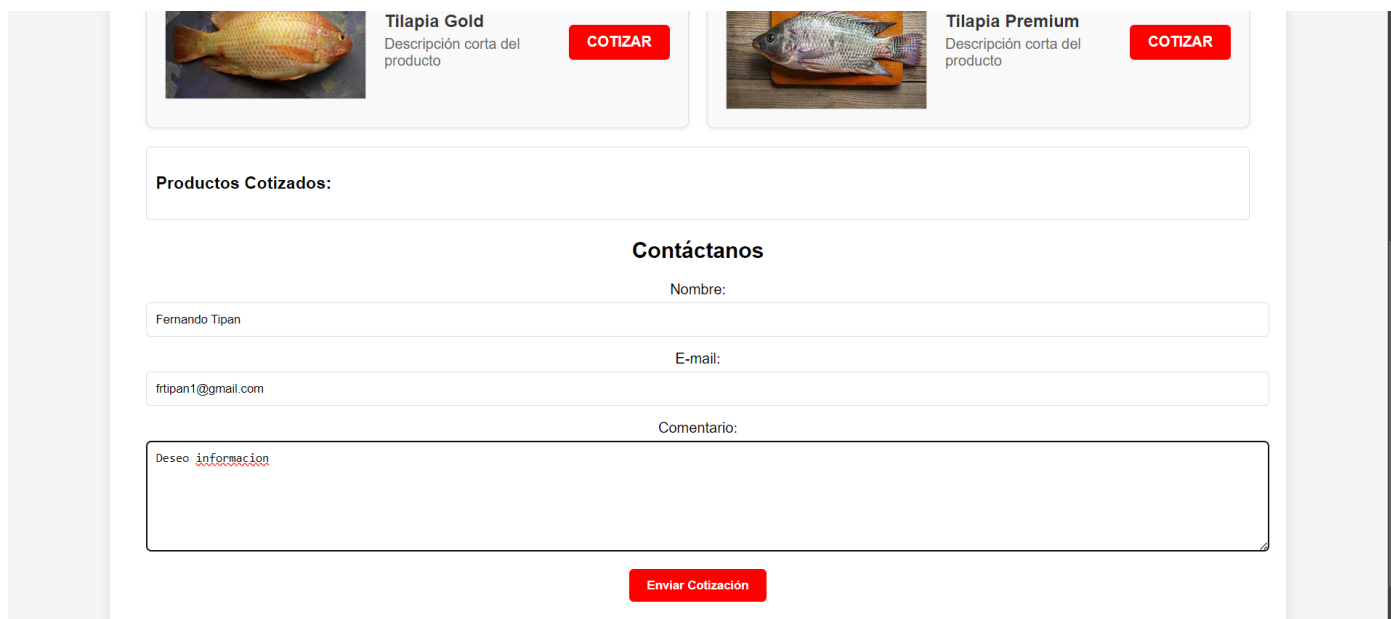 Tilapia Gold
Descripción corta del
producto
COTIZAR
Tilapia Premium
Descripción corta del
producto
COTIZAR
Productos Cotizados:
Contáctanos
Nombre:
Fernando Tipan
E-mail:
frtipan1@gmail.com
Comentario:
Deseo informacion
Enviar Cotización